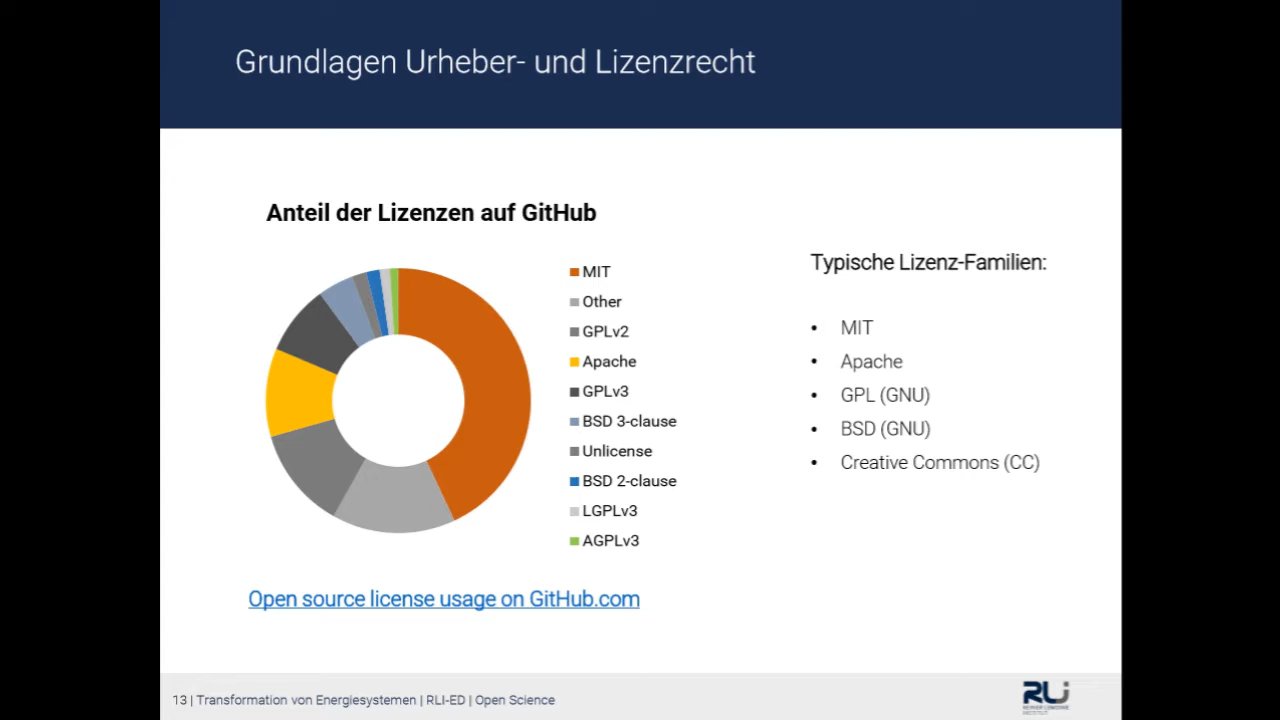 Grundlagen Urheber- und Lizenzrecht
Anteil der Lizenzen auf GitHub
MIT
Other
GPLv2
Apache
GPLv3
BSD 3-clause
Unlicense
BSD 2-clause
LGPLv3
AGPLv3
Open source license usage on GitHub.com
Typische Lizenz-Familien:
• MIT
• Apache
• GPL (GNU)
• BSD (GNU)
• Creative Commons (CC)
13 | Transformation von Energiesystemen | RLI-ED | Open Science
RLI